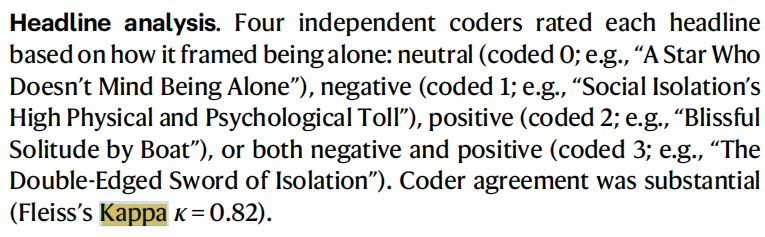 Headline analysis. Four independent coders rated each headline
based on how it framed being alone: neutral (coded 0; e.g., “A Star Who
Doesn’t Mind Being Alone”), negative (coded 1; e.g., “Social Isolation’s
High Physical and Psychological Toll”), positive (coded 2; e.g., “Blissful
Solitude by Boat”), or both negative and positive (coded 3; e.g., “The
Double-Edged Sword of Isolation”). Coder agreement was substantial
(Fleiss’s Kappa κ = 0.82).